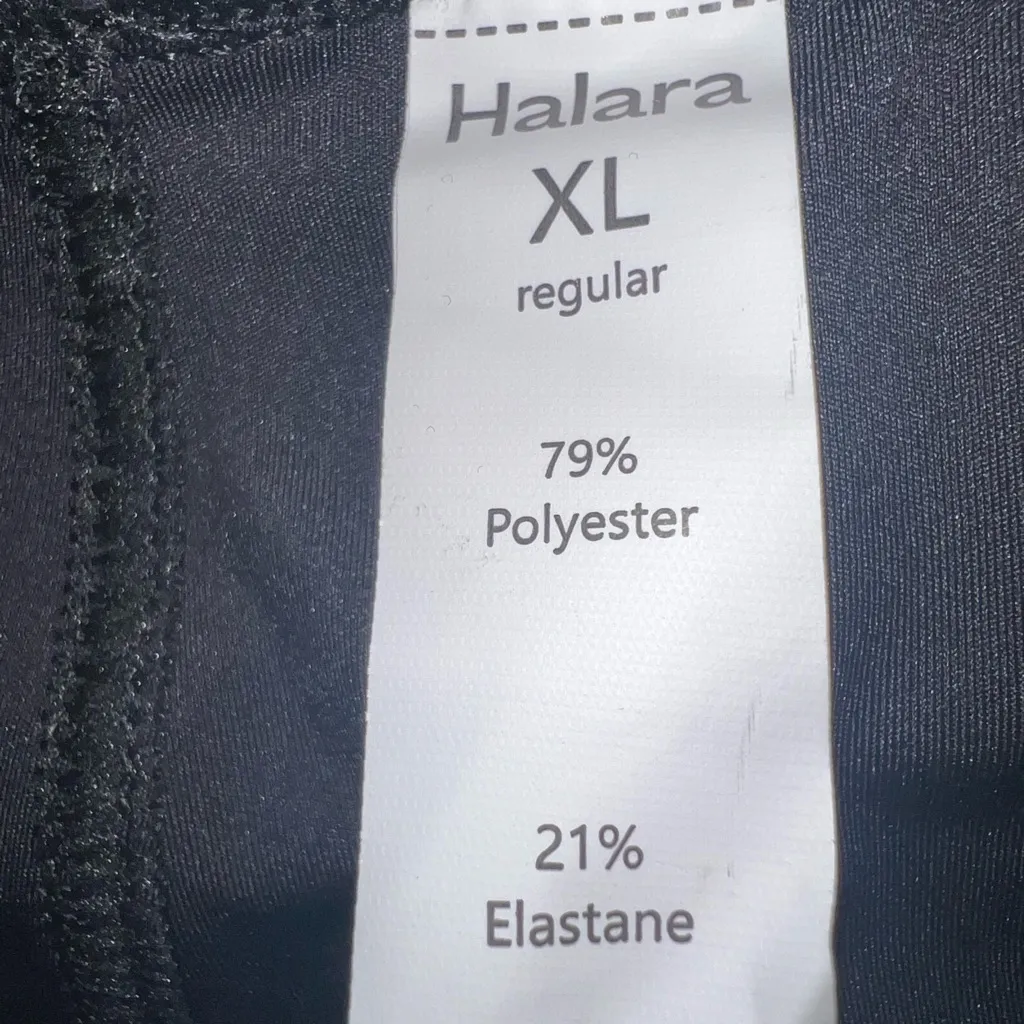 Halara
XL
regular
79%
Polyester
21%
Elastane